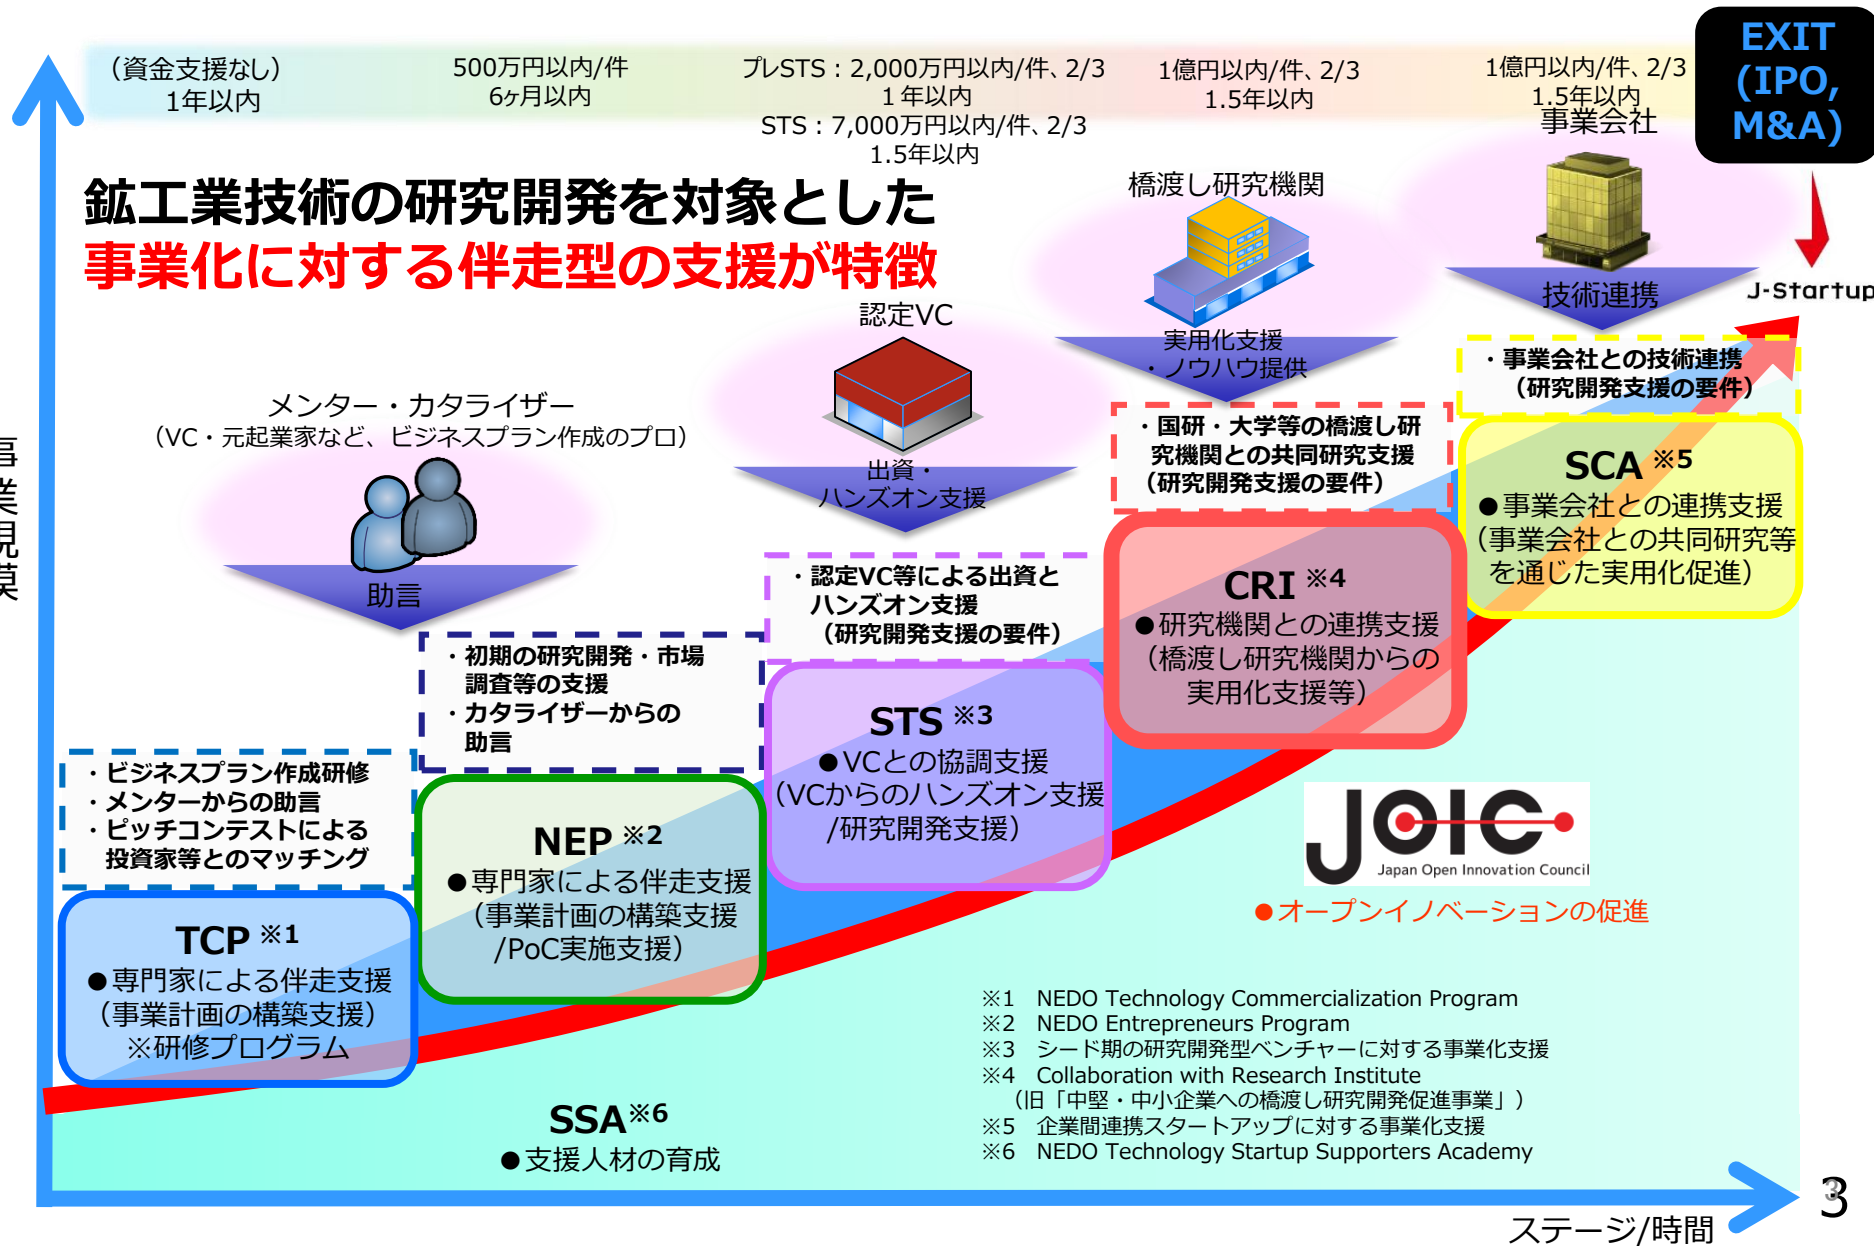 (資金支援なし)
1年以内
500万円以内/件
6ヶ月以内
プレSTS：2,000万円以内/件、2/3
１年以内
STS：7,000万円以内/件、2/3
1.5年以内
1億円以内/件、2/3
1.5年以内
1億円以内/件、2/3
1.5年以内
EXIT
(IPO,
M&A)
鉱工業技術の研究開発を対象とした
事業化に対する伴走型の支援が特徴
事業会社
技術連携
J-Startup
橋渡し研究機関
実用化支援
・ノウハウ提供
認定VC
出資・
ハンズオン支援
メンター・カタライザー
（VC・元起業家など、ビジネスプラン作成のプロ）
助言
事業規模
・ビジネスプラン作成研修
・メンターからの助言
・ピッチコンテストによる
投資家等とのマッチング
TCP ※1
●専門家による伴走支援
（事業計画の構築支援）
※研修プログラム
・初期の研究開発・市場
調査等の支援
・カタライザーからの
助言
NEP ※2
●専門家による伴走支援
（事業計画の構築支援
/PoC実施支援）
・認定VC等による出資と
ハンズオン支援
（研究開発支援の要件）
STS ※3
●VCとの協調支援
（VCからのハンズオン支援
/研究開発支援）
・国研・大学等の橋渡し研
究機関との共同研究支援
（研究開発支援の要件）
CRI ※4
●研究機関との連携支援
（橋渡し研究機関からの
実用化支援等）
・事業会社との技術連携
（研究開発支援の要件）
SCA ※5
●事業会社との連携支援
（事業会社との共同研究等
を通じた実用化促進）
JOIC
Japan Open Innovation Council
●オープンイノベーションの促進
SSA※6
●支援人材の育成
※1 NEDO Technology Commercialization Program
※2 NEDO Entrepreneurs Program
※3 シード期の研究開発型ベンチャーに対する事業化支援
※4 Collaboration with Research Institute
（旧「中堅・中小企業への橋渡し研究開発促進事業」）
※5 企業間連携スタートアップに対する事業化支援
※6 NEDO Technology Startup Supporters Academy
ステージ/時間
3